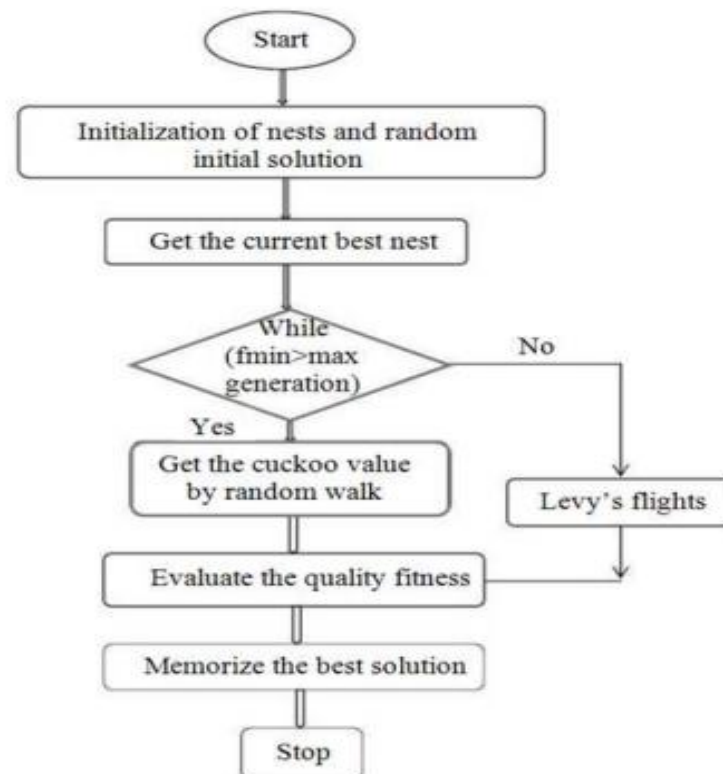 Start
Initialization of nests and random
initial solution
Get the current best nest
While
(fmin>max
generation)
No
Yes
Get the cuckoo value
by random walk
Levy's flights
Evaluate the quality fitness
Memorize the best solution
Stop